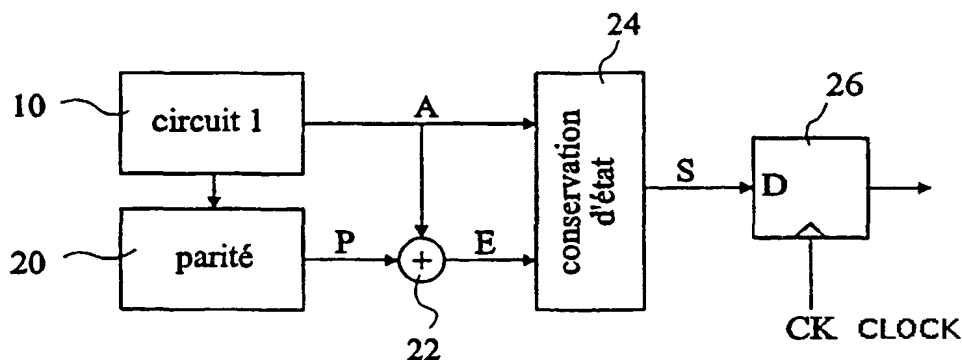 24
10
circuit 1
A
26
conservation
d'état
S
D
20
parité
P
+
E
22
CK CLOCK